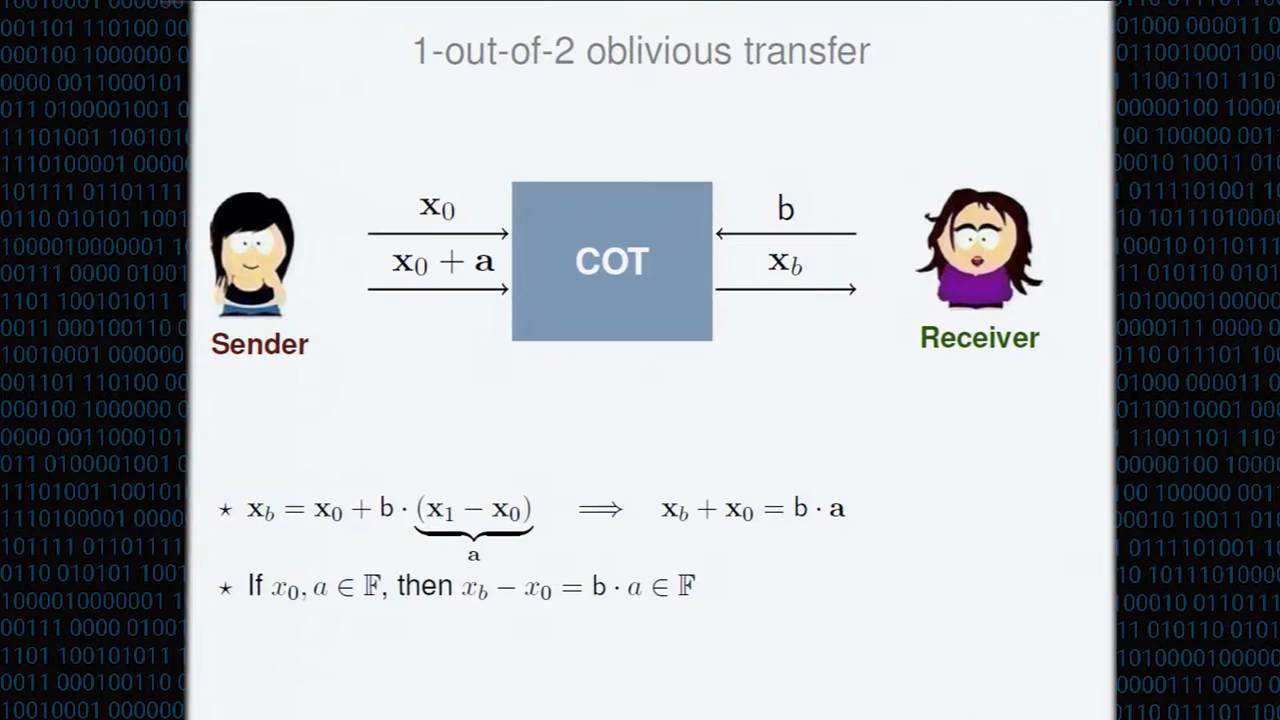 1-out-of-2 oblivious transfer
x₀ b
x₀ + a COT x_b
Sender Receiver
⋆ x_b = x₀ + b · (x₁ − x₀) ⟹ x_b + x₀ = b · a
a
⋆ If x₀, a ∈ 𝔽, then x_b − x₀ = b · a ∈ 𝔽